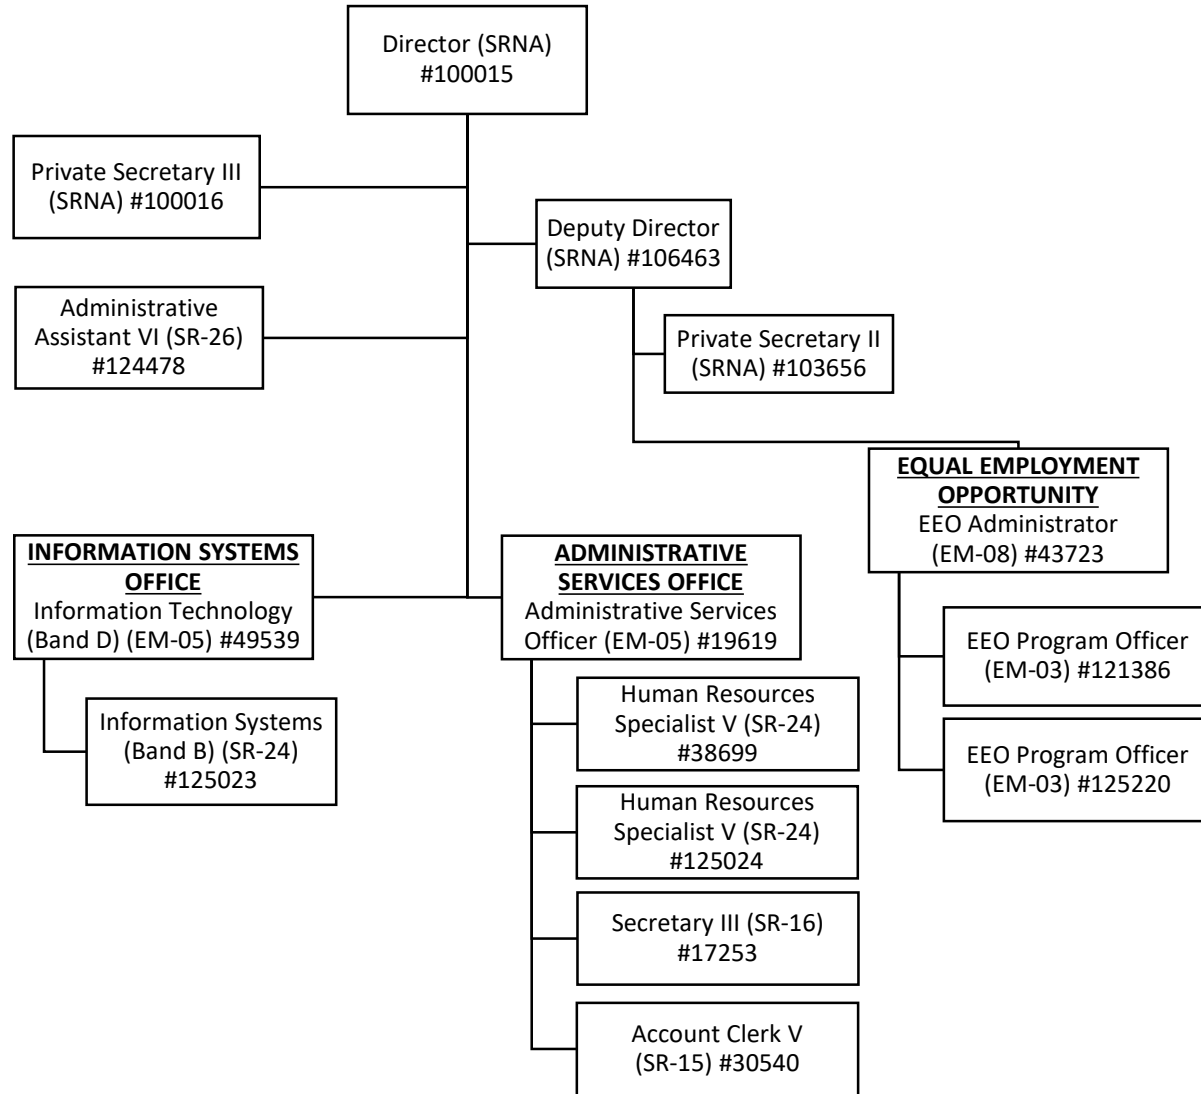 Director (SRNA)
#100015
Private Secretary III
(SRNA) #100016
Deputy Director
(SRNA) #106463
Administrative
Assistant VI (SR-26)
#124478
Private Secretary II
(SRNA) #103656
EQUAL EMPLOYMENT
OPPORTUNITY
EEO Administrator
(EM-08) #43723
INFORMATION SYSTEMS
OFFICE
Information Technology
(Band D) (EM-05) #49539
ADMINISTRATIVE
SERVICES OFFICE
Administrative Services
Officer (EM-05) #19619
EEO Program Officer
(EM-03) #121386
Information Systems
(Band B) (SR-24)
#125023
Human Resources
Specialist V (SR-24)
#38699
EEO Program Officer
(EM-03) #125220
Human Resources
Specialist V (SR-24)
#125024
Secretary III (SR-16)
#17253
Account Clerk V
(SR-15) #30540